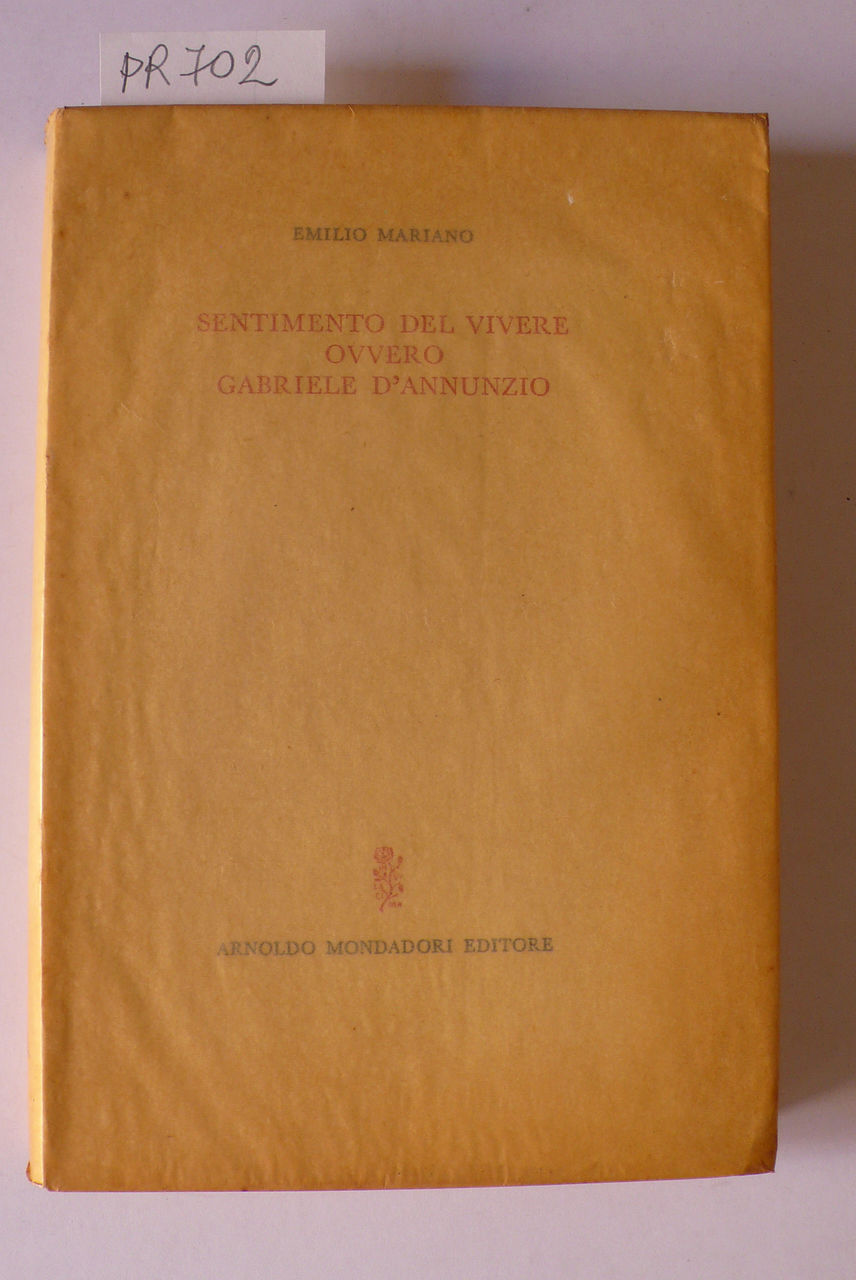 PR 702
EMILIO MARIANO
SENTIMENTO DEL VIVERE
OVVERO
GABRIELE D'ANNUNZIO
ARNOLDO MONDADORI EDITORE